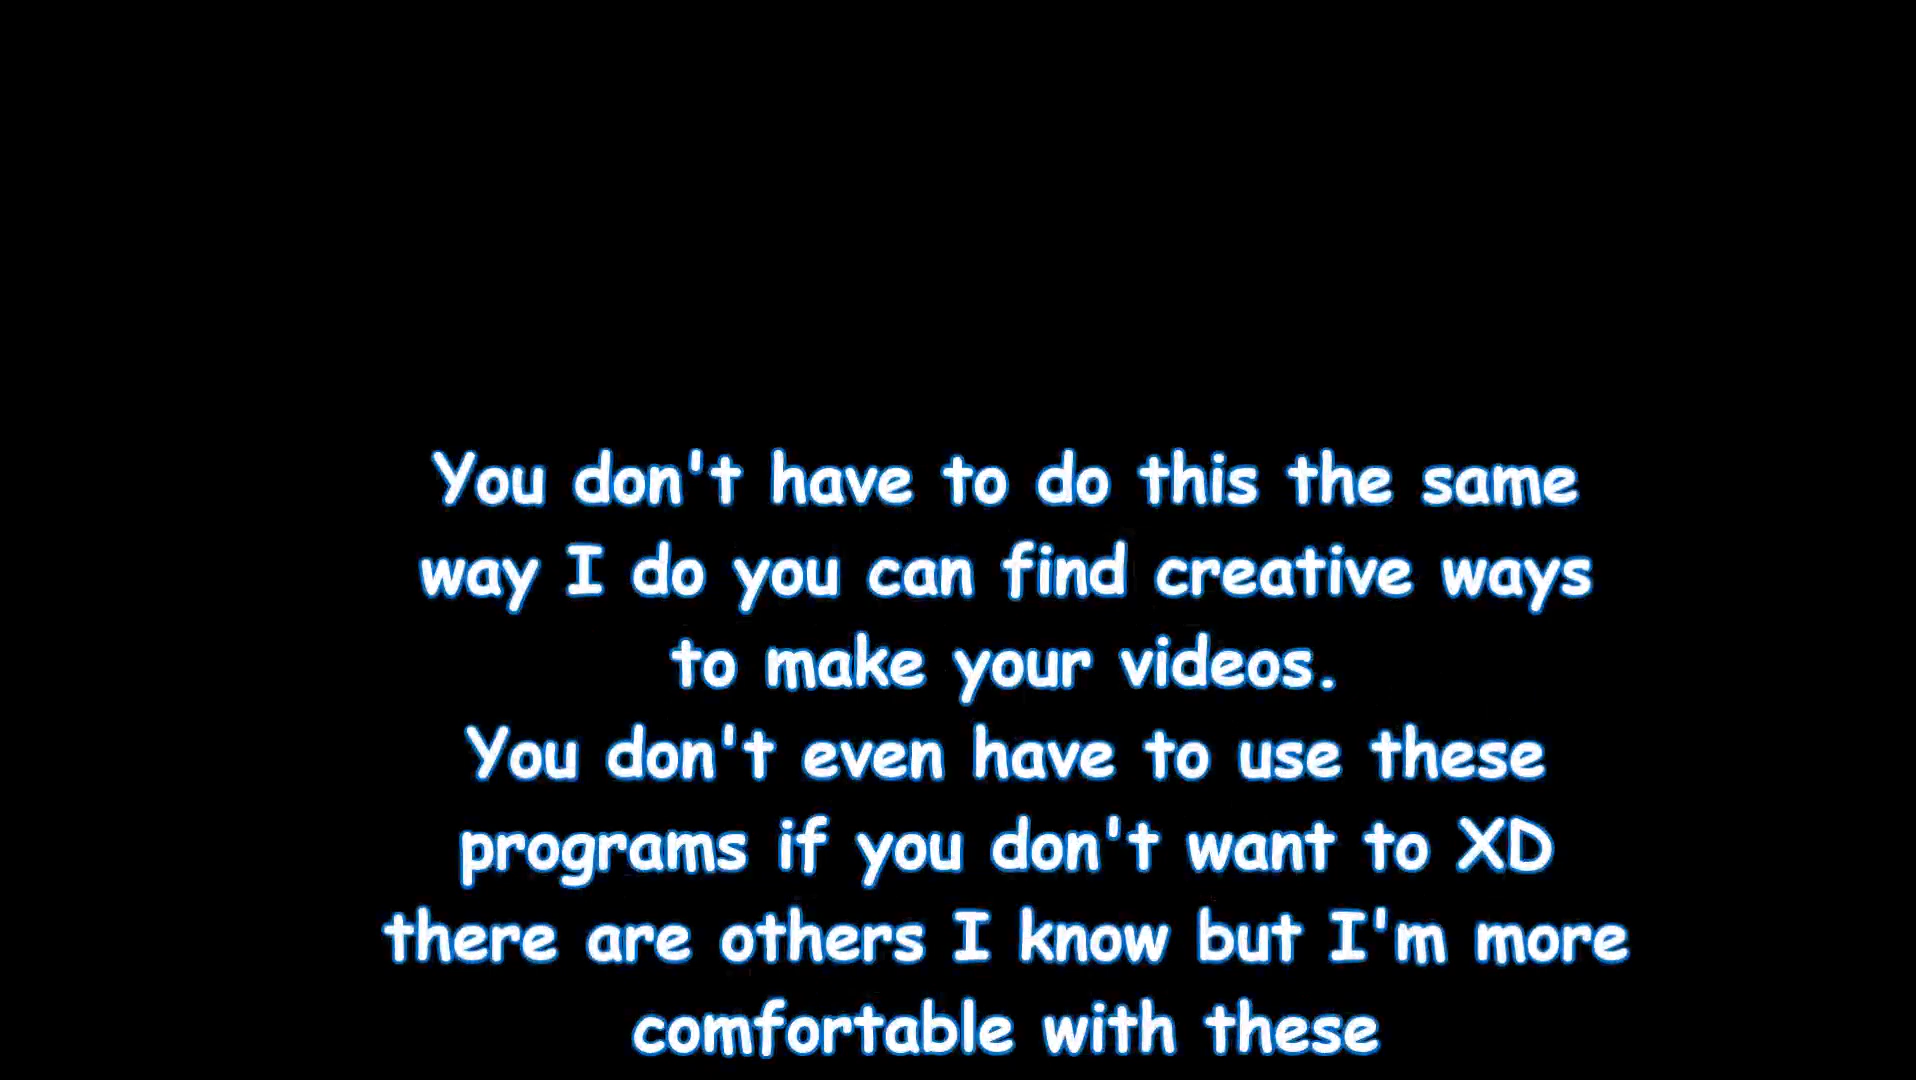 You don't have to do this the same
way I do you can find creative ways
to make your videos.
You don't even have to use these
programs if you don't want to XD
there are others I know but I'm more
comfortable with these